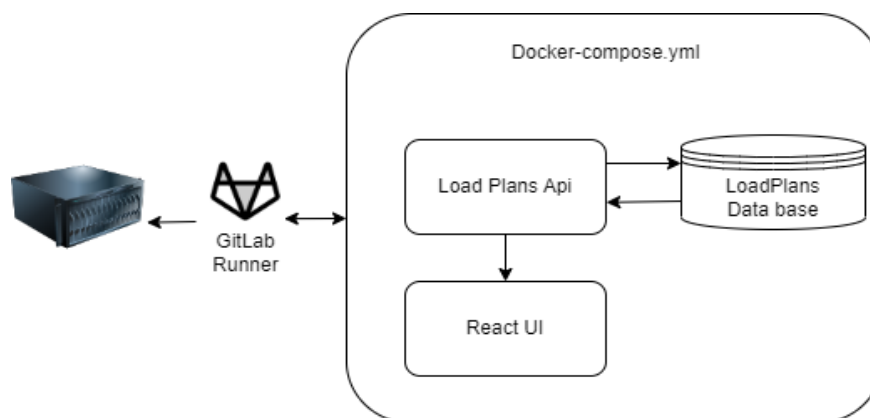 Docker-compose.yml
Load Plans Api
LoadPlans
Data base
GitLab
Runner
React UI